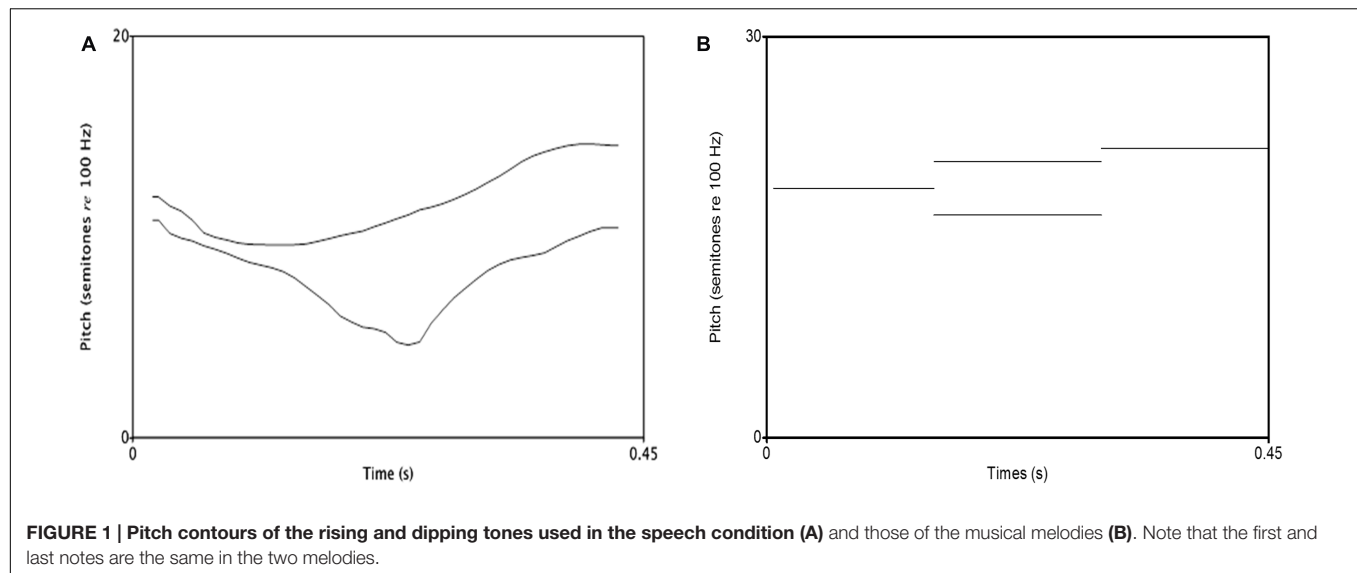 A
20
Pitch (semitones re 100 Hz)
0
0
0.45
Time (s)
B
30
Pitch (semitones re 100 Hz)
0
0
0.45
Times (s)
FIGURE 1 | Pitch contours of the rising and dipping tones used in the speech condition (A) and those of the musical melodies (B). Note that the first and
last notes are the same in the two melodies.